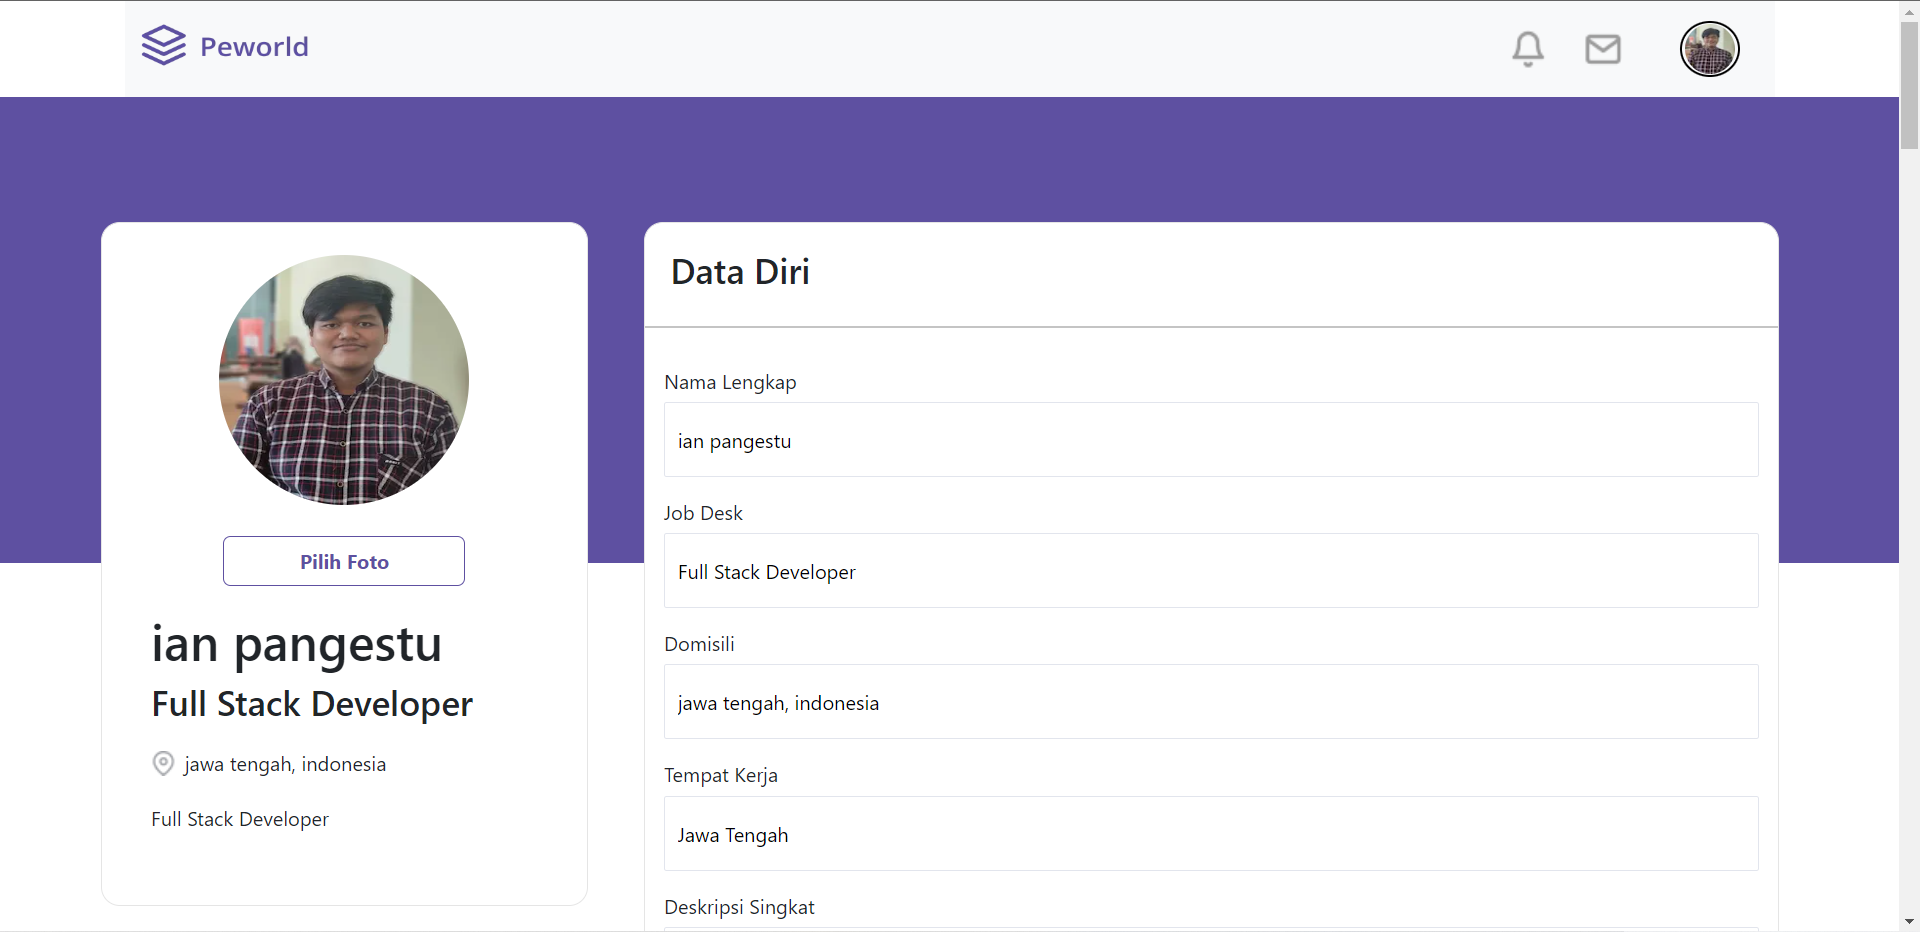 Peworld
Pilih Foto
ian pangestu
Full Stack Developer
jawa tengah, indonesia
Full Stack Developer
Data Diri
Nama Lengkap
ian pangestu
Job Desk
Full Stack Developer
Domisili
jawa tengah, indonesia
Tempat Kerja
Jawa Tengah
Deskripsi Singkat